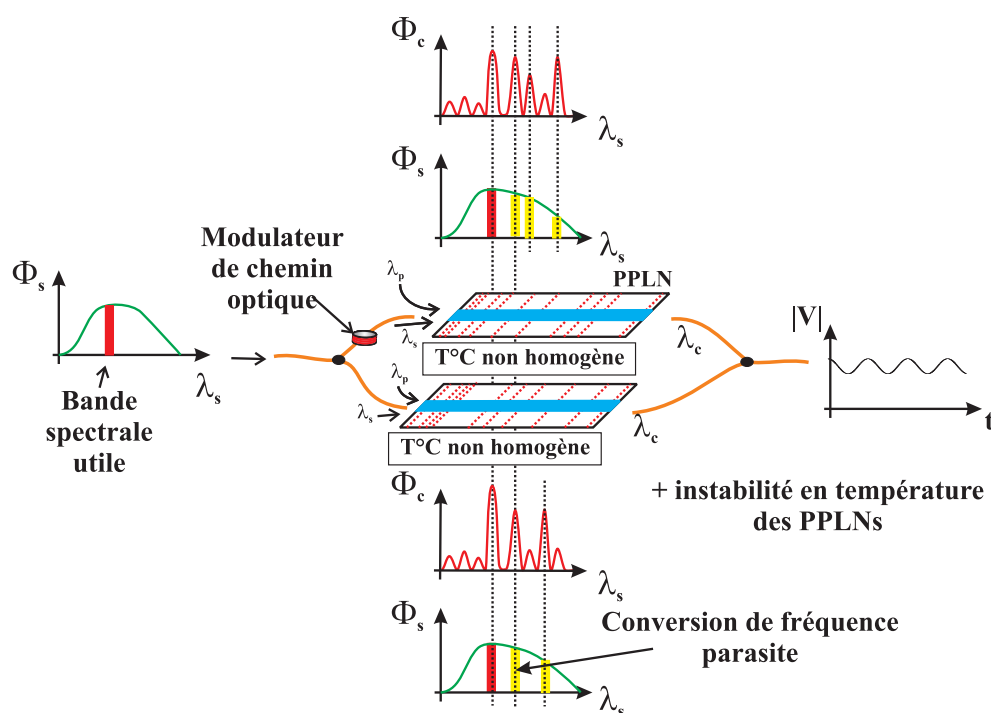 Φc
λs
Φs
λs
Modulateur
de chemin
optique
λp
PPLN
Φs
λs
Bande
spectrale
utile
λs
T°C non homogène
λc
|V|
t
λp
λs
T°C non homogène
λc
Φc
λs
+ instabilité en température
des PPLNs
Φs
λs
Conversion de fréquence
parasite